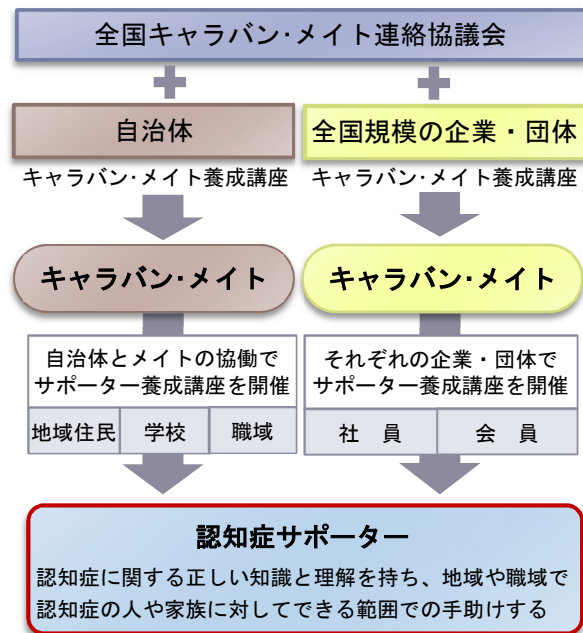 全国キャラバン･メイト連絡協議会
自治体
キャラバン･メイト養成講座
キャラバン･メイト
自治体とメイトの協働で
サポーター養成講座を開催
地域住民 学校 職域
全国規模の企業・団体
キャラバン･メイト養成講座
キャラバン･メイト
それぞれの企業・団体で
サポーター養成講座を開催
社　員 会　員
認知症サポーター
認知症に関する正しい知識と理解を持ち、地域や職域で
認知症の人や家族に対してできる範囲での手助けする